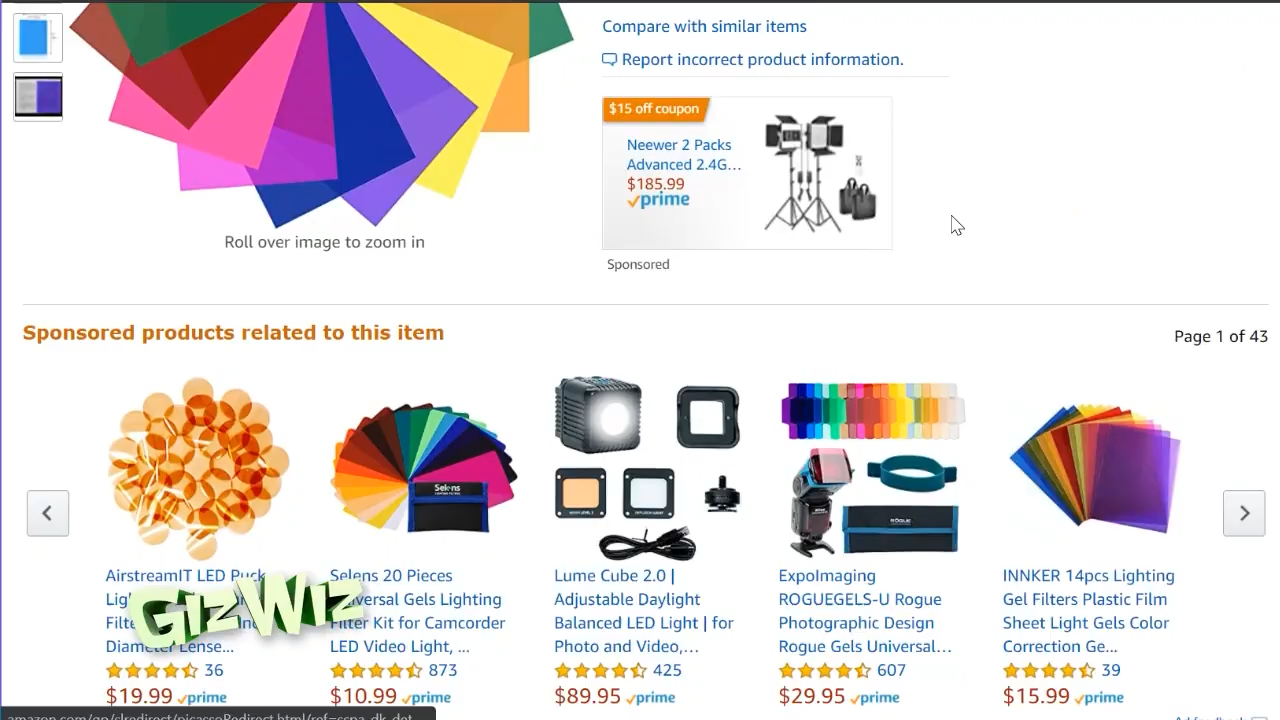 Compare with similar items
Report incorrect product information.
$15 off coupon
Neewer 2 Packs
Advanced 2.4G...
$185.99
prime
Roll over image to zoom in
Sponsored
Sponsored products related to this item
Page 1 of 43
Selens
ROGUE
AirstreamIT LED Puck
Diameter Lense...
36
$19.99 prime
Selens 20 Pieces
Universal Gels Lighting
Filter Kit for Camcorder
LED Video Light, ...
873
$10.99 prime
Lume Cube 2.0 |
Adjustable Daylight
Balanced LED Light | for
Photo and Video,...
425
$89.95 prime
ExpoImaging
ROGUEGELS-U Rogue
Photographic Design
Rogue Gels Universal...
607
$29.95 prime
INNKER 14pcs Lighting
Gel Filters Plastic Film
Sheet Light Gels Color
Correction Ge...
39
$15.99 prime
GizWiz